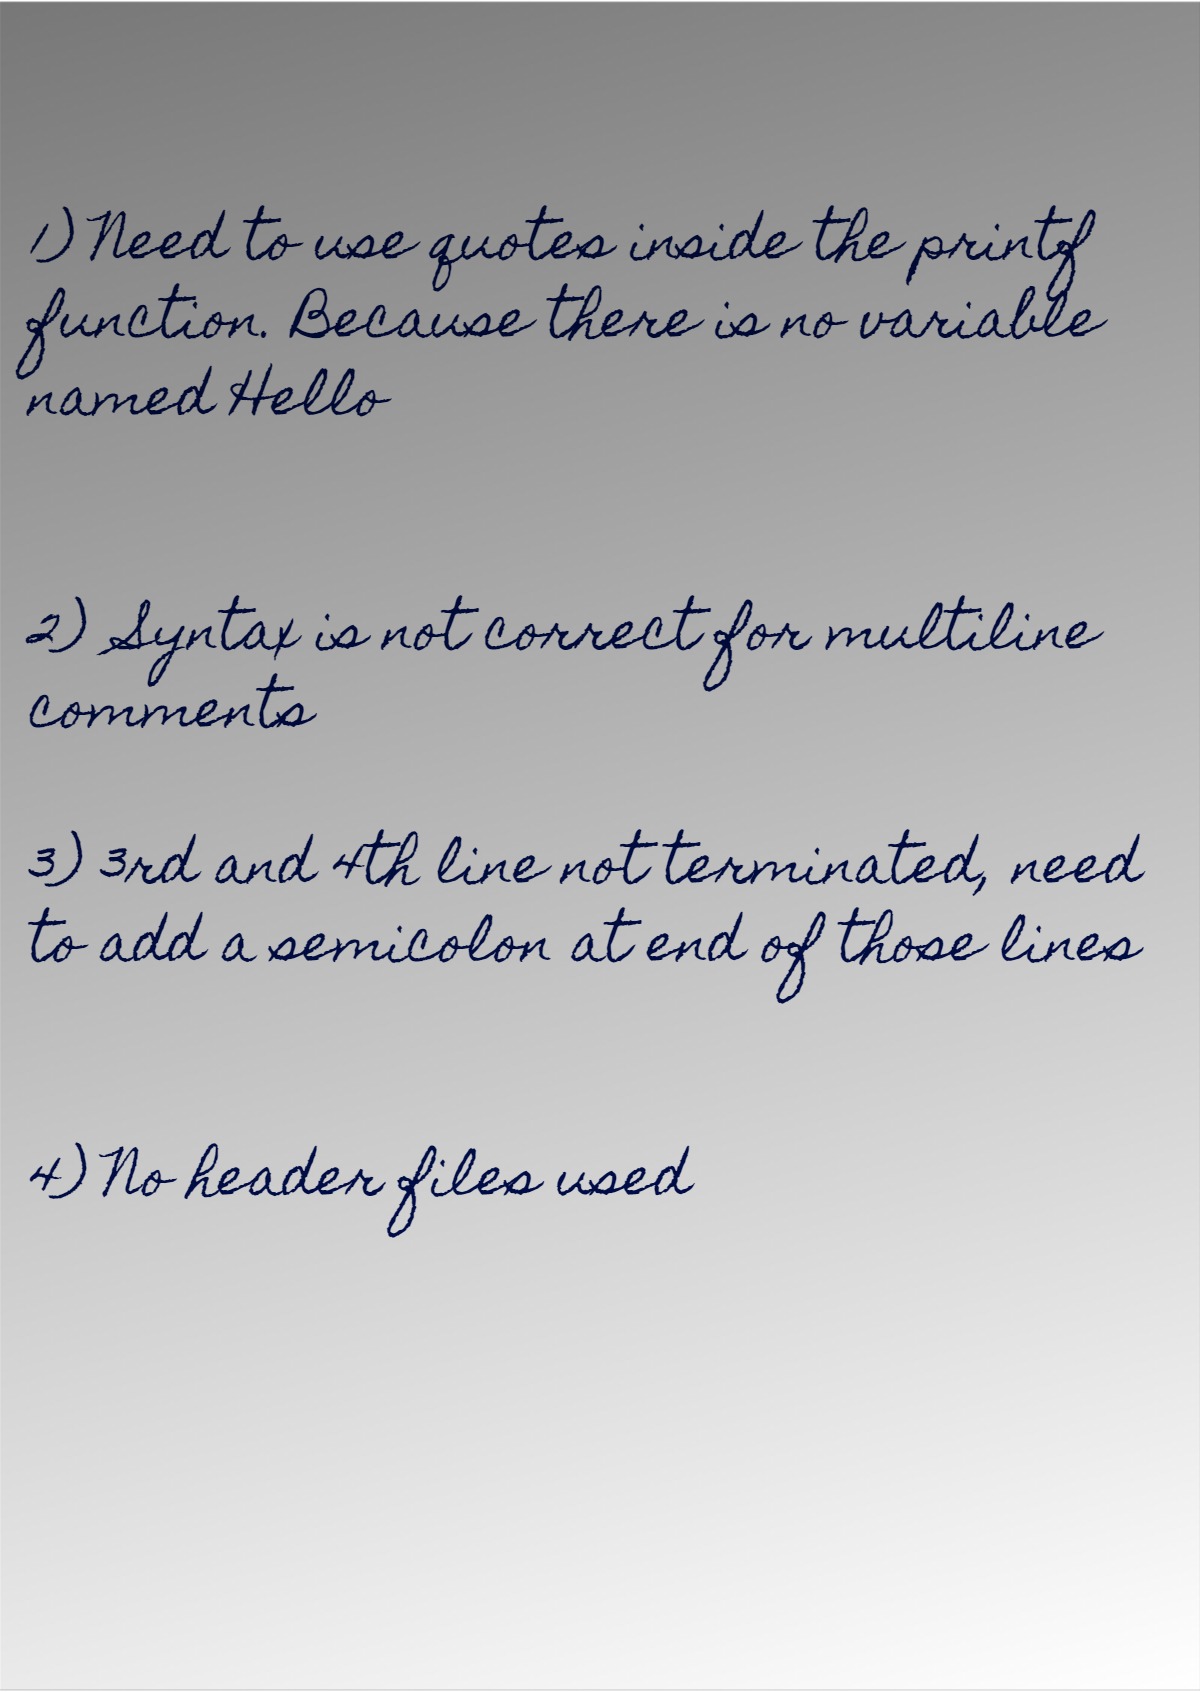 1) Need to use quotes inside the printf
function. Because there is no variable
named Hello
2) Syntax is not correct for multiline
comments
3) 3rd and 4th line not terminated, need
to add a semicolon at end of those lines
4) No header files used